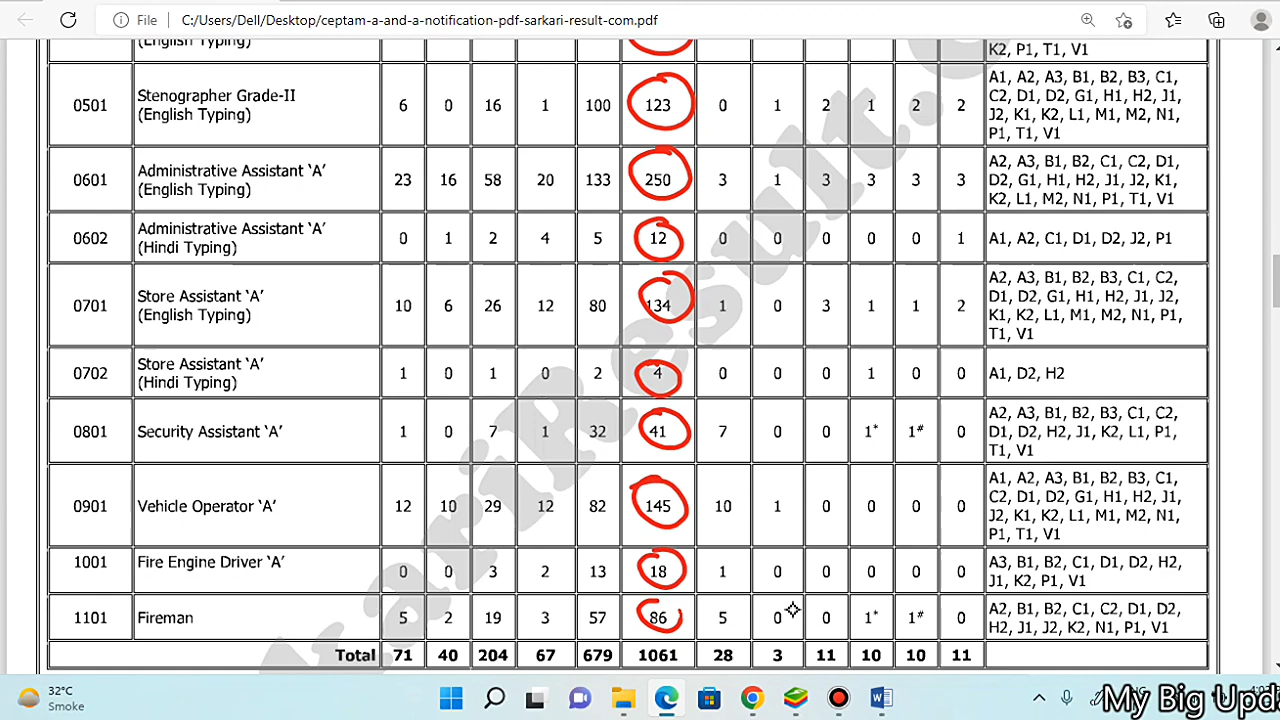 File C:/Users/Dell/Desktop/ceptam-a-and-a-notification-pdf-sarkari-result-com.pdf
(English Typing)
K2, P1, T1, V1
0501 Stenographer Grade-II (English Typing) 6 0 16 1 100 123 0 1 2 1 2 2
A1, A2, A3, B1, B2, B3, C1,
C2, D1, D2, G1, H1, H2, J1,
J2, K1, K2, L1, M1, M2, N1,
P1, T1, V1
0601 Administrative Assistant ‘A’ (English Typing) 23 16 58 20 133 250 3 1 3 3 3 3
A2, A3, B1, B2, C1, C2, D1,
D2, G1, H1, H2, J1, J2, K1,
K2, L1, M2, N1, P1, T1, V1
0602 Administrative Assistant ‘A’ (Hindi Typing) 0 1 2 4 5 12 0 0 0 0 0 1
A1, A2, C1, D1, D2, J2, P1
0701 Store Assistant ‘A’ (English Typing) 10 6 26 12 80 134 1 0 3 1 1 2
A2, A3, B1, B2, B3, C1, C2,
D1, D2, G1, H1, H2, J1, J2,
K1, K2, L1, M1, M2, N1, P1,
T1, V1
0702 Store Assistant ‘A’ (Hindi Typing) 1 0 1 0 2 4 0 0 0 1 0 0
A1, D2, H2
0801 Security Assistant ‘A’ 1 0 7 1 32 41 7 0 0 1* 1# 0
A2, A3, B1, B2, B3, C1, C2,
D1, D2, H2, J1, K2, L1, P1,
T1, V1
0901 Vehicle Operator ‘A’ 12 10 29 12 82 145 10 1 0 0 0 0
A1, A2, A3, B1, B2, B3, C1,
C2, D1, D2, G1, H1, H2, J1,
J2, K1, K2, L1, M1, M2, N1,
P1, T1, V1
1001 Fire Engine Driver ‘A’ 0 0 3 2 13 18 1 0 0 0 0 0
A3, B1, B2, C1, D1, D2, H2,
J1, K2, P1, V1
1101 Fireman 5 2 19 3 57 86 5 0 0 1* 1# 0
A2, B1, B2, C1, C2, D1, D2,
H2, J1, J2, K2, N1, P1, V1
Total 71 40 204 67 679 1061 28 3 11 10 10 11
kariResult.c
32°C
Smoke
My Big Upd